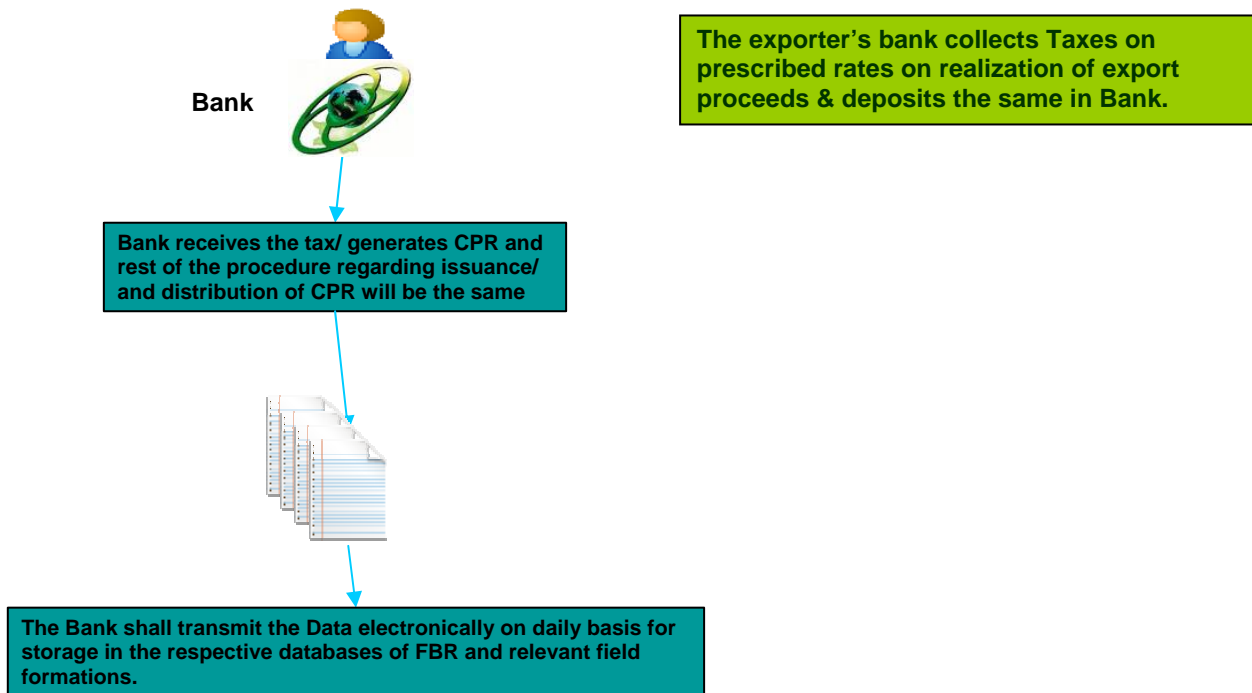 The exporter’s bank collects Taxes on
prescribed rates on realization of export
proceeds & deposits the same in Bank.
Bank
Bank receives the tax/ generates CPR and
rest of the procedure regarding issuance/
and distribution of CPR will be the same
The Bank shall transmit the Data electronically on daily basis for
storage in the respective databases of FBR and relevant field
formations.